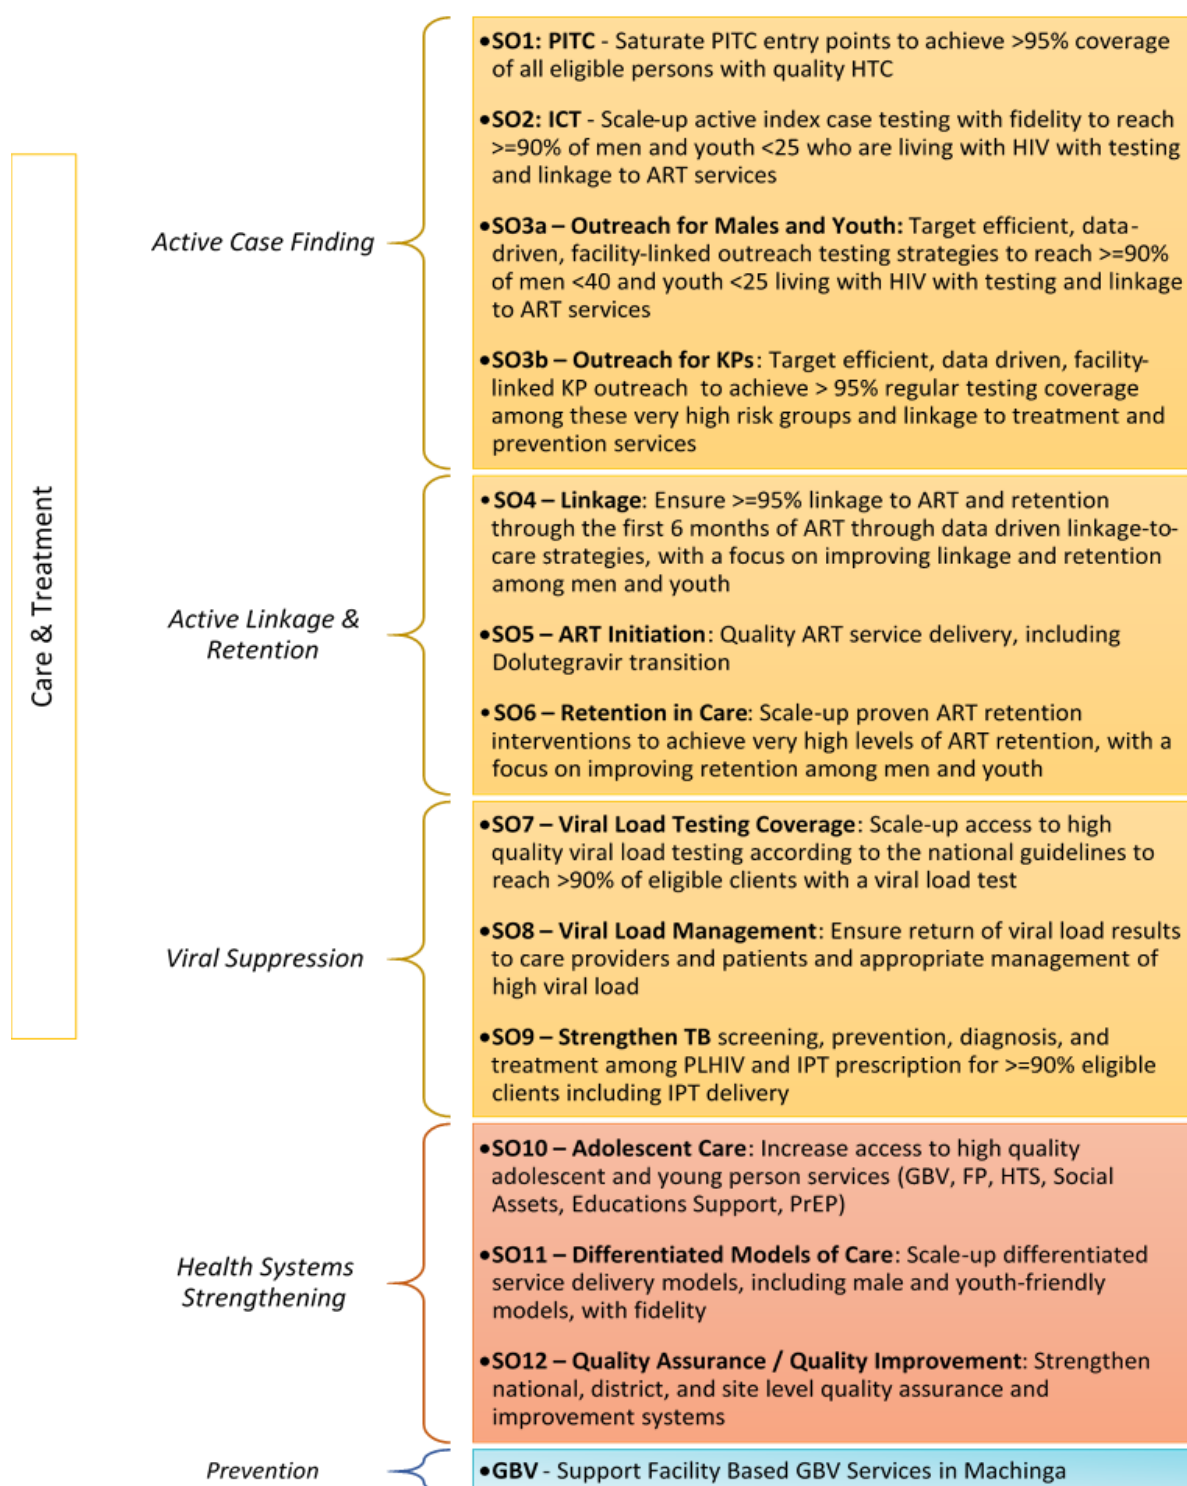 Care & Treatment
Active Case Finding
•SO1: PITC - Saturate PITC entry points to achieve >95% coverage
of all eligible persons with quality HTC
•SO2: ICT - Scale-up active index case testing with fidelity to reach
>=90% of men and youth <25 who are living with HIV with testing
and linkage to ART services
•SO3a – Outreach for Males and Youth: Target efficient, data-
driven, facility-linked outreach testing strategies to reach >=90%
of men <40 and youth <25 living with HIV with testing and linkage
to ART services
•SO3b – Outreach for KPs: Target efficient, data driven, facility-
linked KP outreach to achieve > 95% regular testing coverage
among these very high risk groups and linkage to treatment and
prevention services
Active Linkage &
Retention
•SO4 – Linkage: Ensure >=95% linkage to ART and retention
through the first 6 months of ART through data driven linkage-to-
care strategies, with a focus on improving linkage and retention
among men and youth
•SO5 – ART Initiation: Quality ART service delivery, including
Dolutegravir transition
•SO6 – Retention in Care: Scale-up proven ART retention
interventions to achieve very high levels of ART retention, with a
focus on improving retention among men and youth
Viral Suppression
•SO7 – Viral Load Testing Coverage: Scale-up access to high
quality viral load testing according to the national guidelines to
reach >90% of eligible clients with a viral load test
•SO8 – Viral Load Management: Ensure return of viral load results
to care providers and patients and appropriate management of
high viral load
•SO9 – Strengthen TB screening, prevention, diagnosis, and
treatment among PLHIV and IPT prescription for >=90% eligible
clients including IPT delivery
Health Systems
Strengthening
•SO10 – Adolescent Care: Increase access to high quality
adolescent and young person services (GBV, FP, HTS, Social
Assets, Educations Support, PrEP)
•SO11 – Differentiated Models of Care: Scale-up differentiated
service delivery models, including male and youth-friendly
models, with fidelity
•SO12 – Quality Assurance / Quality Improvement: Strengthen
national, district, and site level quality assurance and
improvement systems
Prevention
•GBV - Support Facility Based GBV Services in Machinga